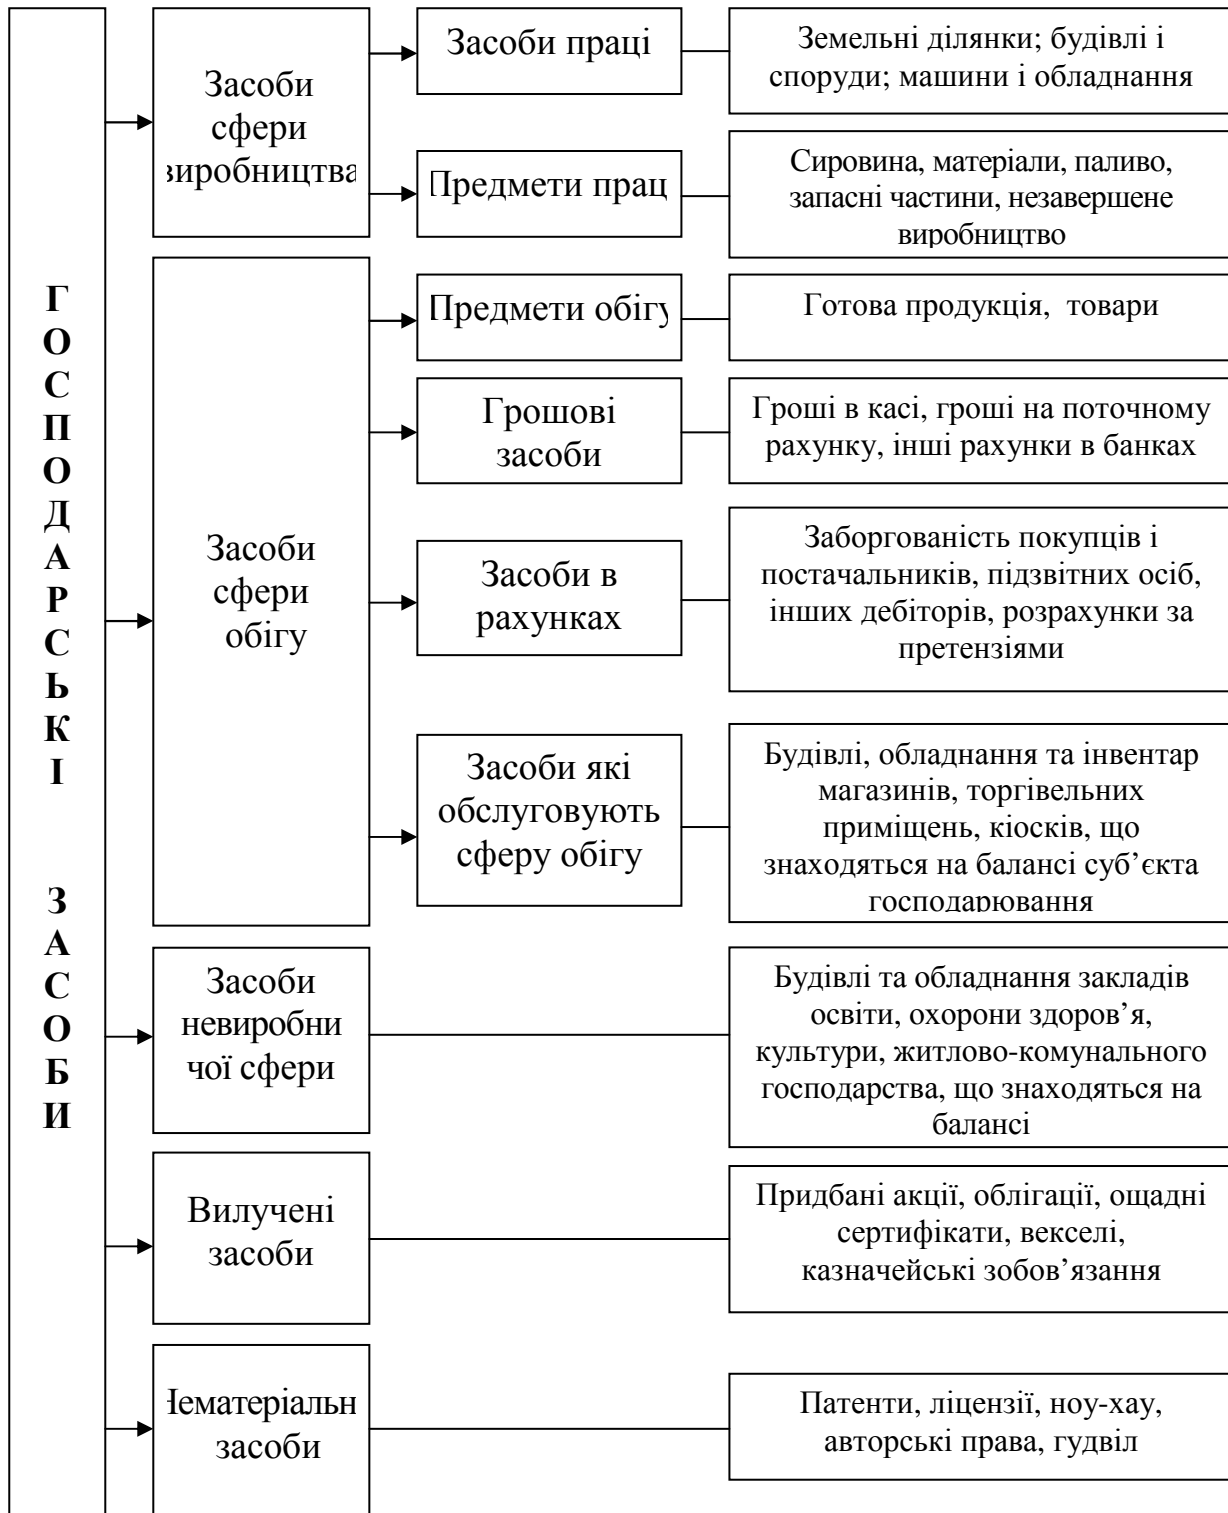 ГОСПОДАРСЬКІ ЗАСОБИ
Засоби
сфери
виробництва
Засоби праці
Земельні ділянки; будівлі і
споруди; машини і обладнання
Предмети прац
Сировина, матеріали, паливо,
запасні частини, незавершене
виробництво
Засоби
сфери
обігу
Предмети обігу
Готова продукція, товари
Грошові
засоби
Гроші в касі, гроші на поточному
рахунку, інші рахунки в банках
Засоби в
рахунках
Заборгованість покупців і
постачальників, підзвітних осіб,
інших дебіторів, розрахунки за
претензіями
Засоби які
обслуговують
сферу обігу
Будівлі, обладнання та інвентар
магазинів, торгівельних
приміщень, кіосків, що
знаходяться на балансі суб’єкта
господарювання
Засоби
невиробни
чої сфери
Будівлі та обладнання закладів
освіти, охорони здоров’я,
культури, житлово-комунального
господарства, що знаходяться на
балансі
Вилучені
засоби
Придбані акції, облігації, ощадні
сертифікати, векселі,
казначейські зобов’язання
Нематеріальн
засоби
Патенти, ліцензії, ноу-хау,
авторські права, гудвіл